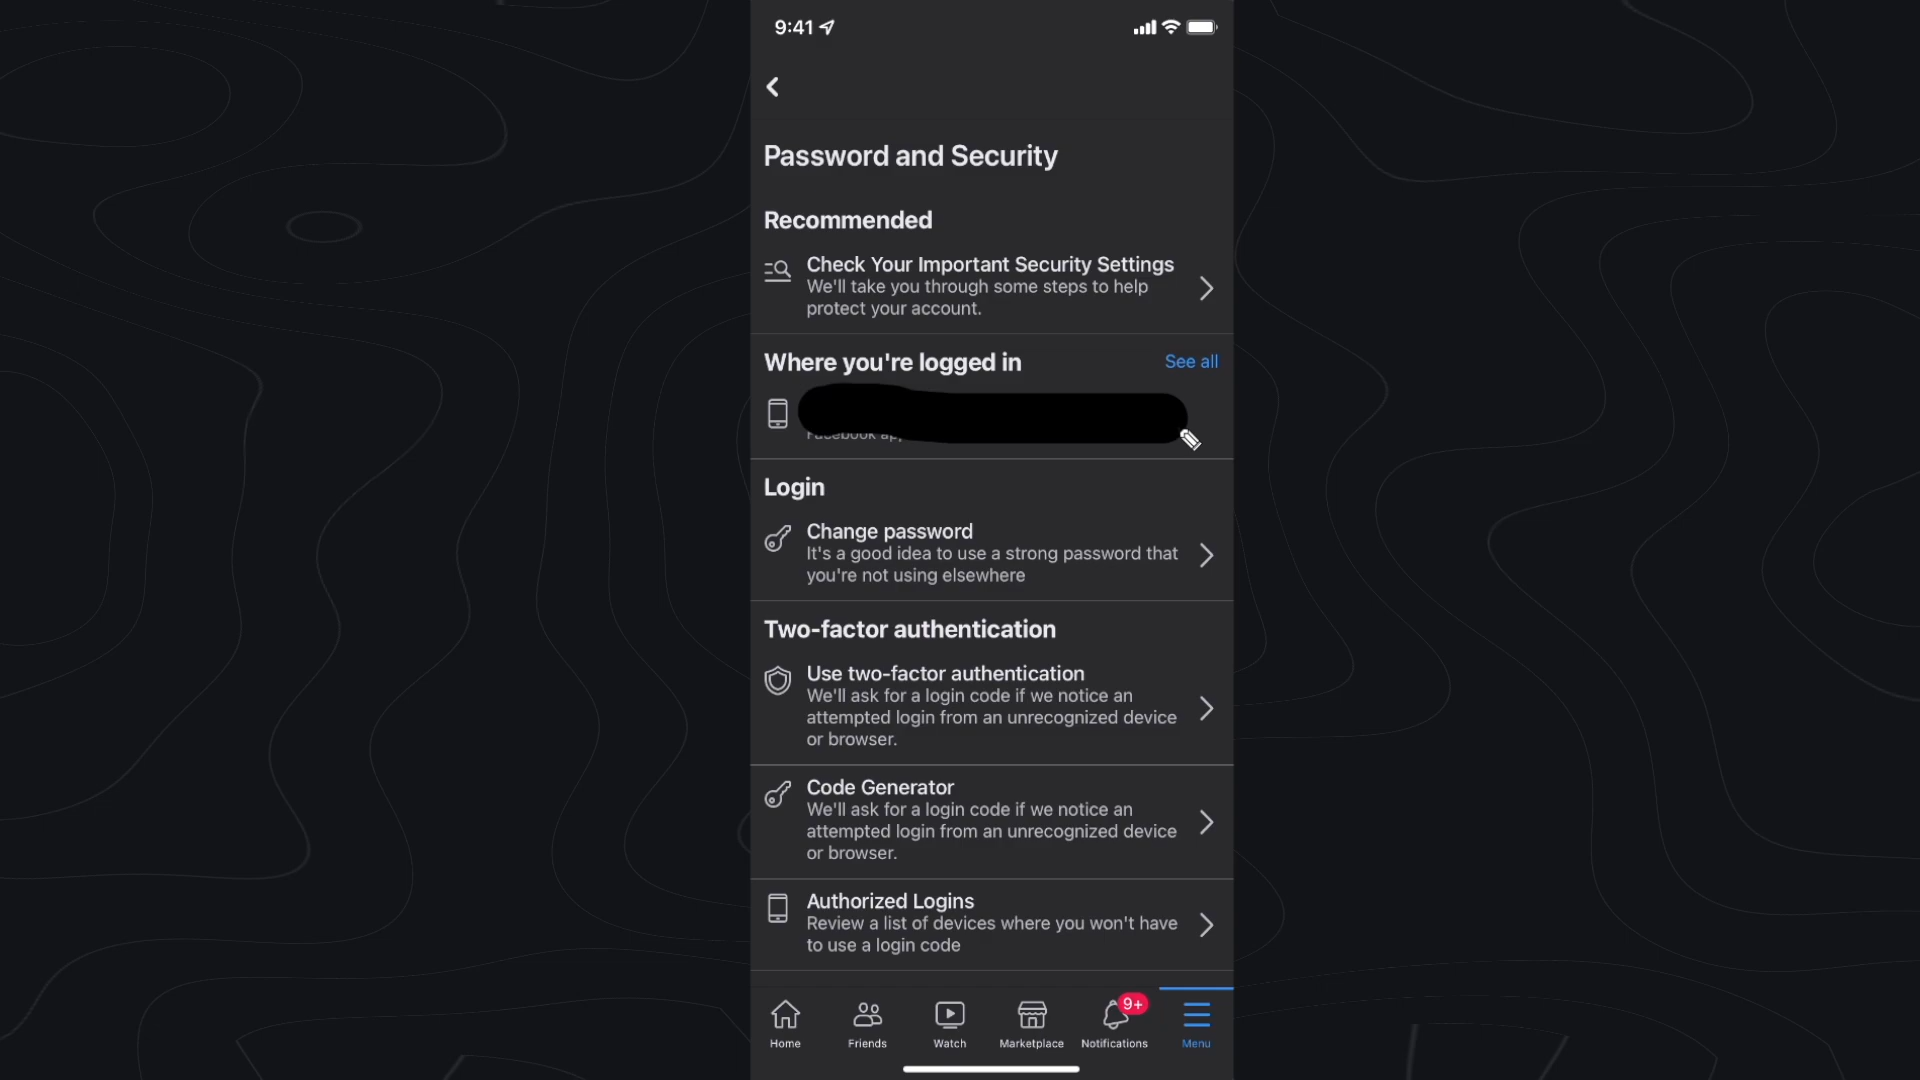 9:41
Password and Security
Recommended
Check Your Important Security Settings
We'll take you through some steps to help
protect your account.
Where you're logged in
See all
Facebook app
Login
Change password
It's a good idea to use a strong password that
you're not using elsewhere
Two-factor authentication
Use two-factor authentication
We'll ask for a login code if we notice an
attempted login from an unrecognized device
or browser.
Code Generator
We'll ask for a login code if we notice an
attempted login from an unrecognized device
or browser.
Authorized Logins
Review a list of devices where you won't have
to use a login code
9+
Home
Friends
Watch
Marketplace
Notifications
Menu